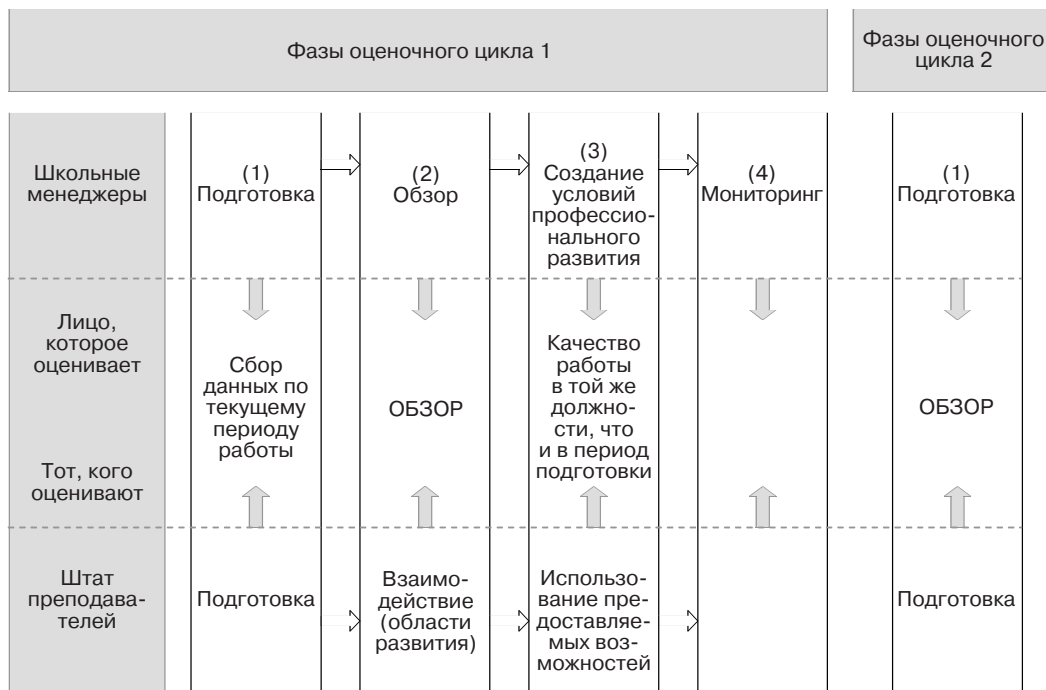 Фазы оценочного цикла 1
Фазы оценочного
цикла 2
Школьные
менеджеры
(1)
Подготовка
(2)
Обзор
(3)
Создание
условий
профессио-
нального
развития
(4)
Мониторинг
(1)
Подготовка
Лицо,
которое
оценивает
Тот, кого
оценивают
Сбор
данных по
текущему
периоду
работы
ОБЗОР
Качество
работы
в той же
должно-
сти, что
и в период
подготовки
ОБЗОР
Штат
преподава-
телей
Подготовка
Взаимо-
действие
(области
развития)
Использо-
вание пре-
доставляе-
мых воз-
можностей
Подготовка